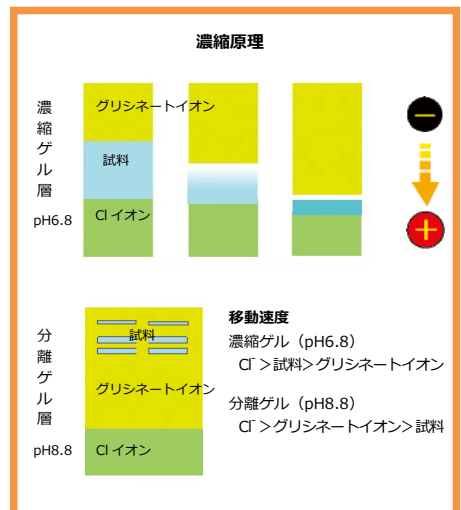 濃縮原理
濃縮ゲル層
pH6.8
グリシネートイオン
試料
Cl イオン
−
+
分離ゲル層
pH8.8
試料
グリシネートイオン
Cl イオン
移動速度
濃縮ゲル（pH6.8）
Cl⁻＞試料＞グリシネートイオン
分離ゲル（pH8.8）
Cl⁻＞グリシネートイオン＞試料